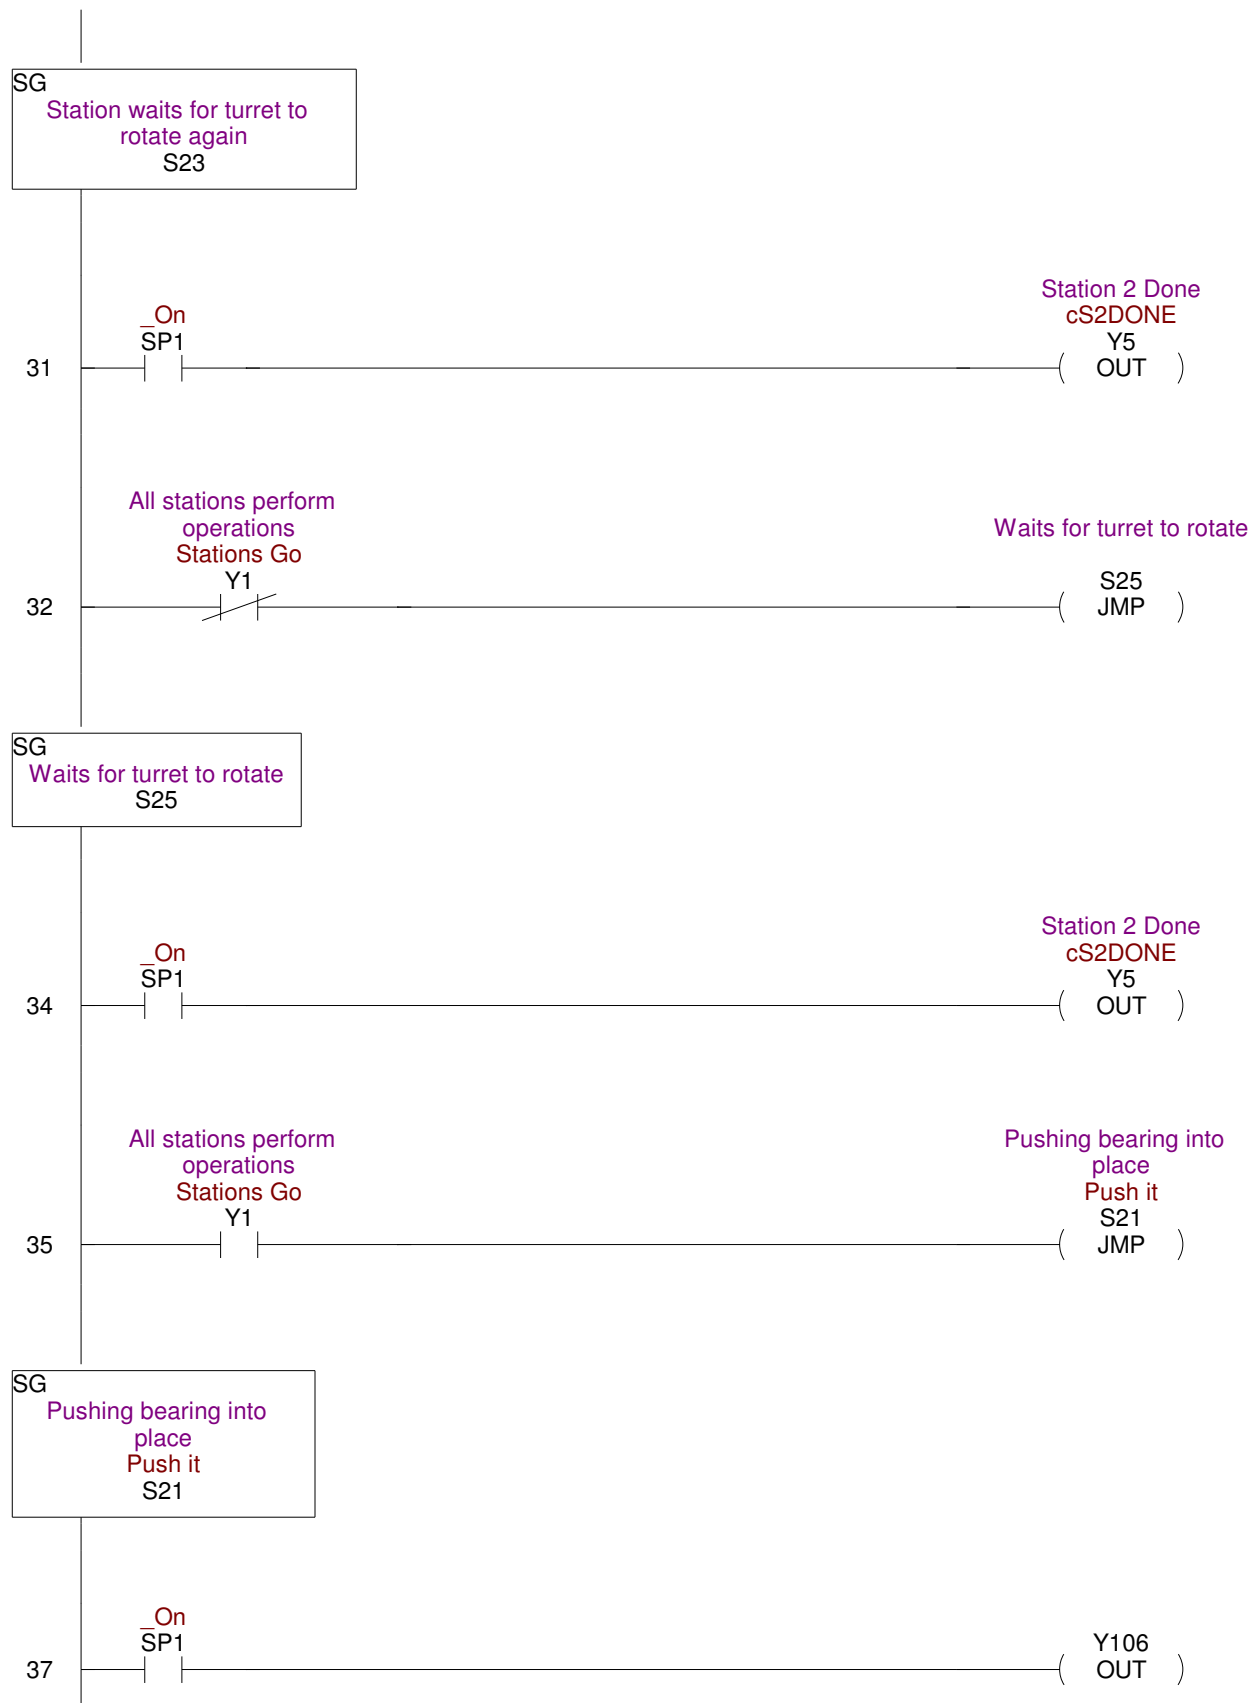 SG
Station waits for turret to
rotate again
S23
Station 2 Done
cS2DONE
Y5
_On
SP1
31
OUT
All stations perform
operations
Stations Go
Y1
Waits for turret to rotate
S25
32
JMP
SG
Waits for turret to rotate
S25
Station 2 Done
cS2DONE
Y5
_On
SP1
34
OUT
All stations perform
operations
Stations Go
Y1
Pushing bearing into
place
Push it
S21
35
JMP
SG
Pushing bearing into
place
Push it
S21
_On
SP1
Y106
37
OUT